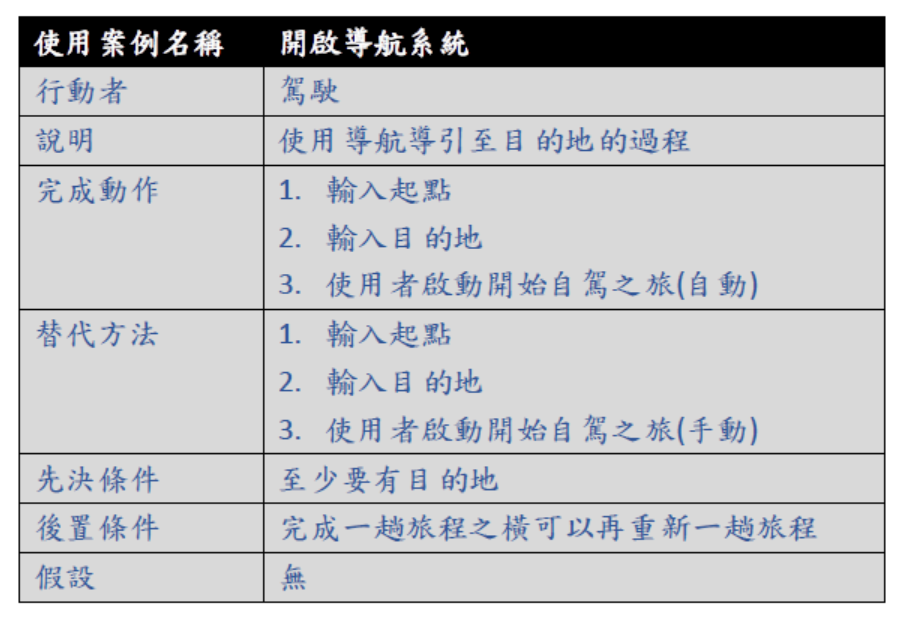 使用案例名稱 開啟導航系統
行動者 駕駛
說明 使用導航導引至目的地的過程
完成動作 1. 輸入起點
2. 輸入目的地
3. 使用者啟動開始自駕之旅(自動)
替代方法 1. 輸入起點
2. 輸入目的地
3. 使用者啟動開始自駕之旅(手動)
先決條件 至少要有目的地
後置條件 完成一趟旅程之橫可以再重新一趟旅程
假設 無